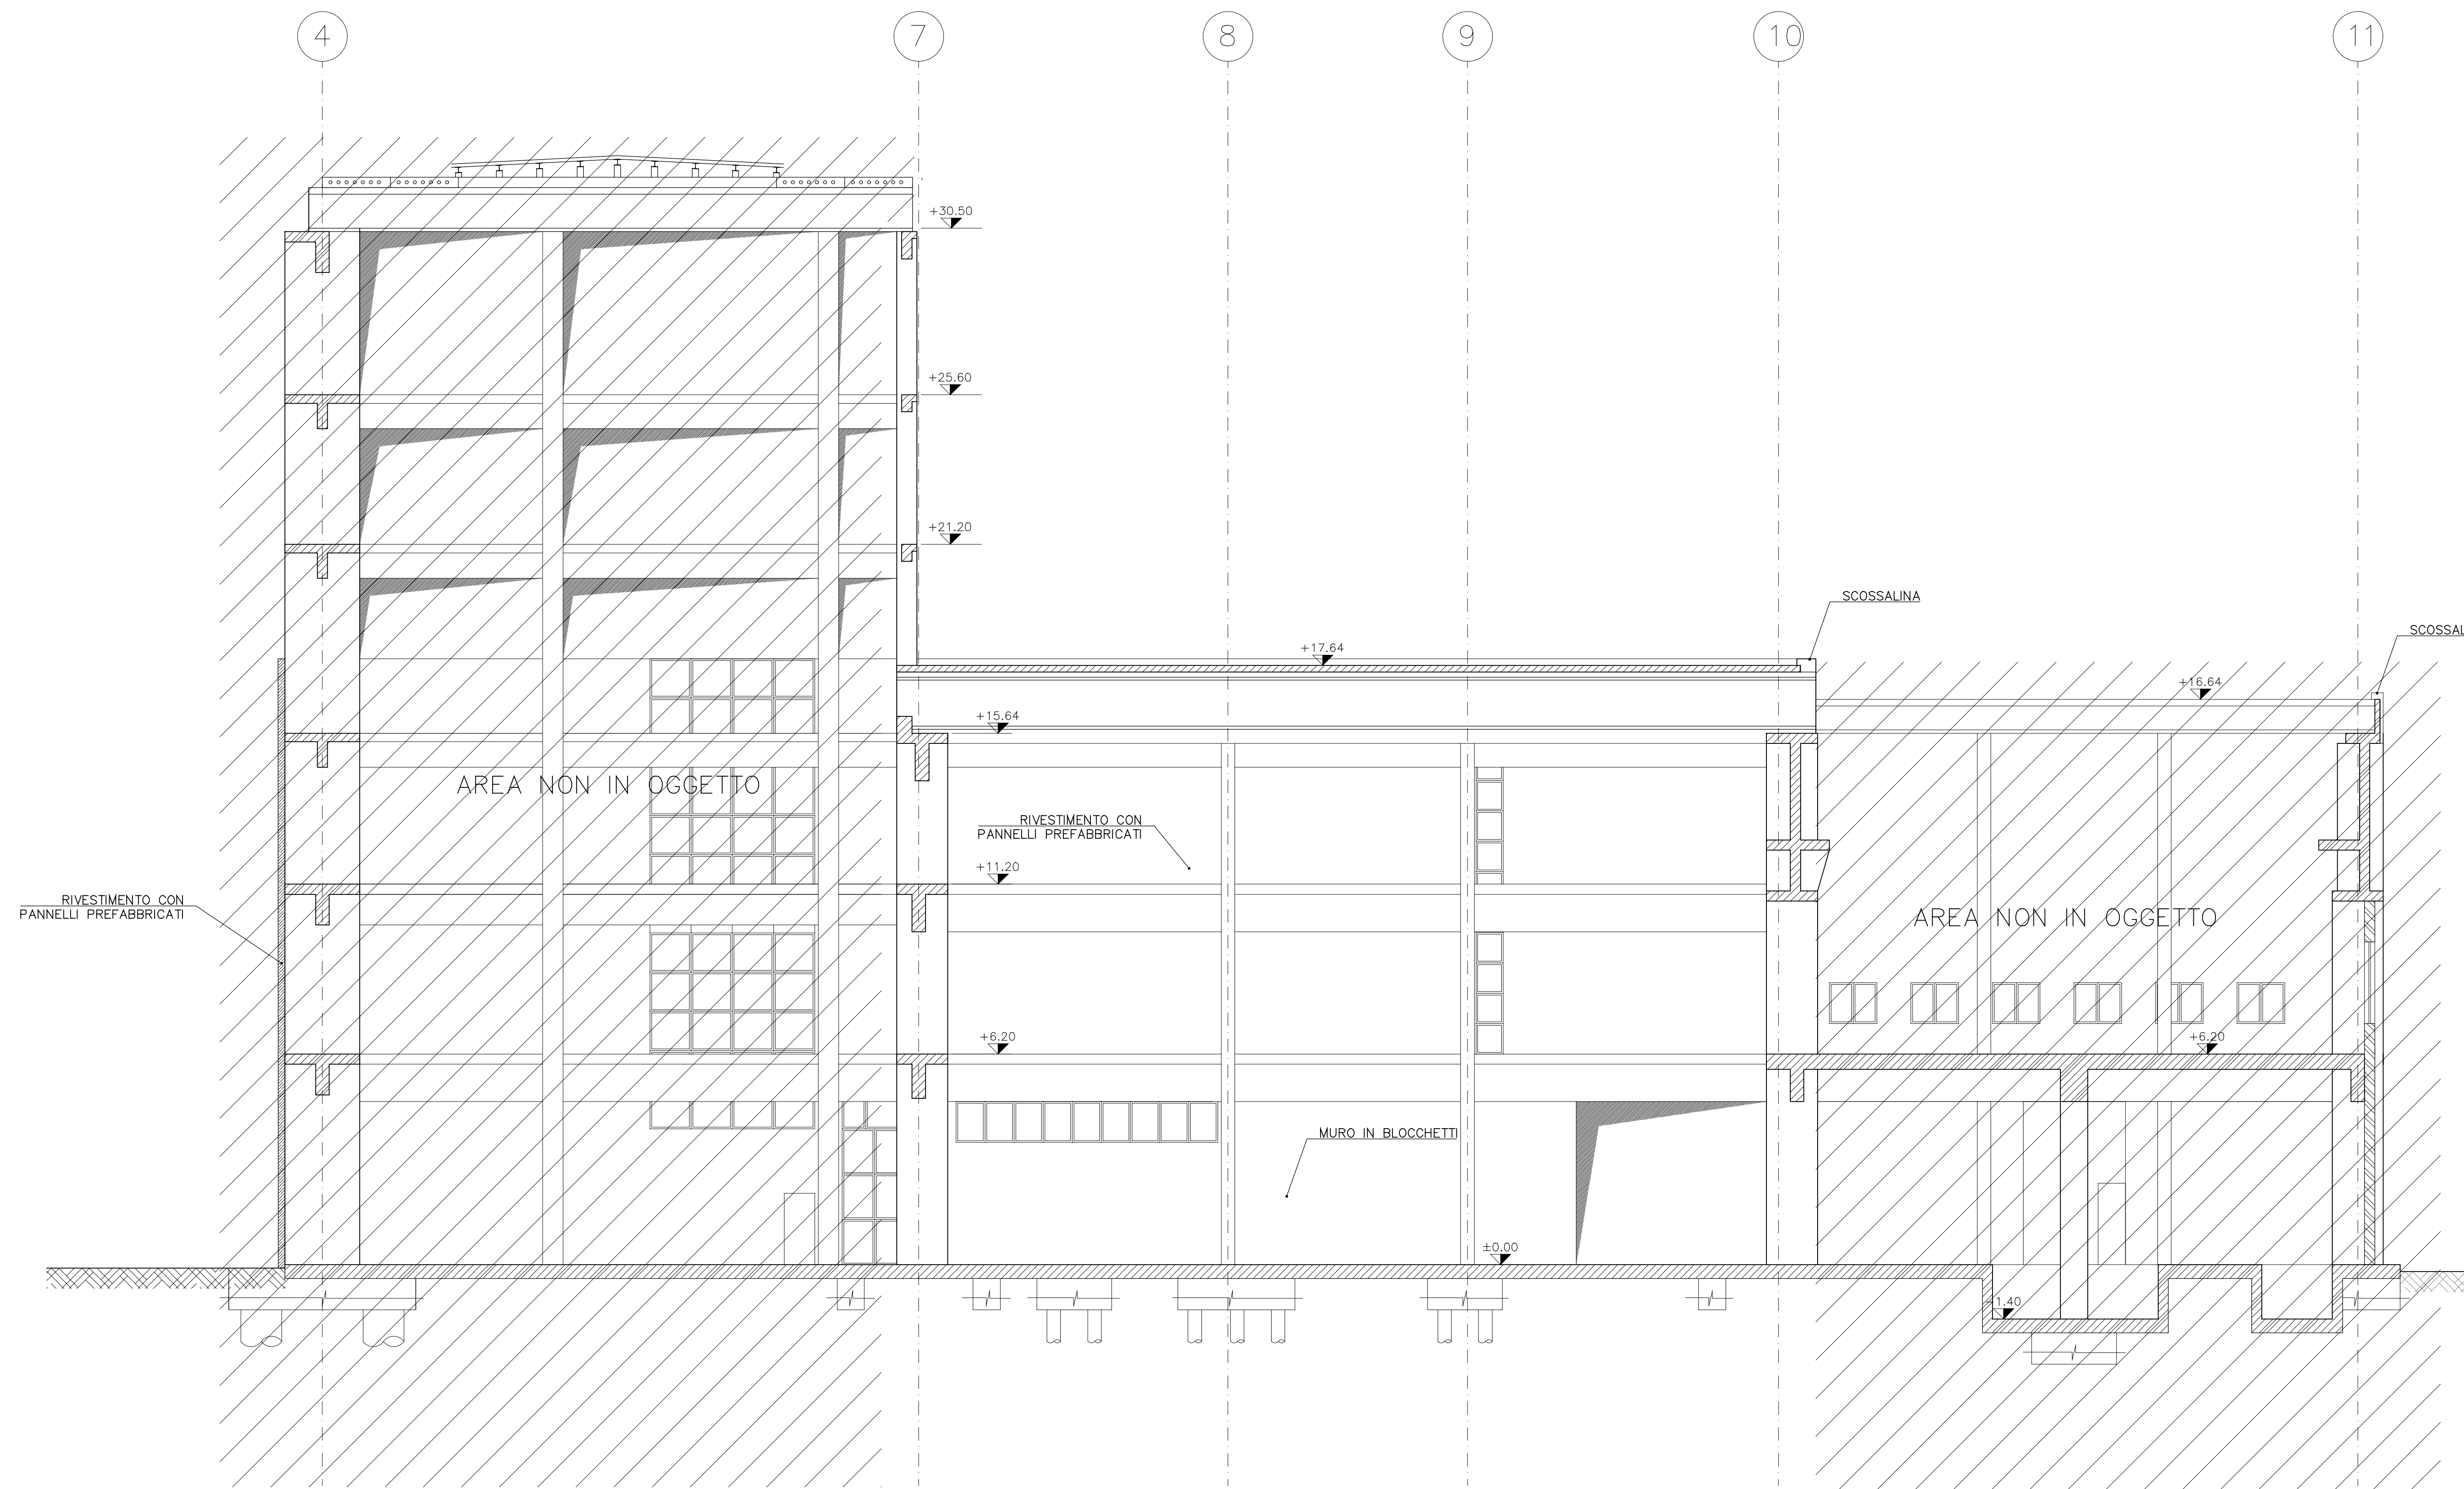 4
7
8
9
10
11
+30.50
+25.60
+21.20
SCOSSALINA
SCOSSAL
+17.64
+16.64
+15.64
AREA NON IN OGGETTO
RIVESTIMENTO CON
PANNELLI PREFABBRICATI
+11.20
RIVESTIMENTO CON
PANNELLI PREFABBRICATI
AREA NON IN OGGETTO
+6.20
+6.20
MURO IN BLOCCHETTI
±0.00
-1.40